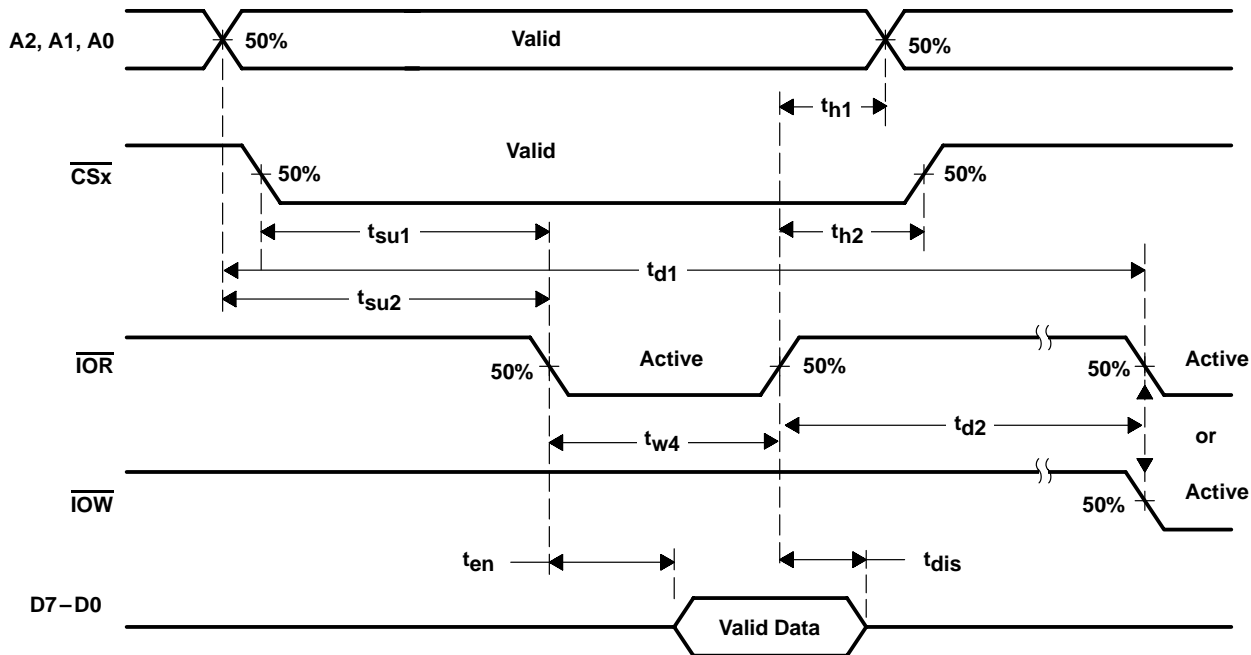 A2, A1, A0
50%
Valid
50%
th1
CSx
50%
Valid
50%
tsu1
th2
td1
tsu2
IOR
50%
Active
50%
50%
Active
tw4
td2
or
IOW
50%
Active
ten
tdis
D7–D0
Valid Data